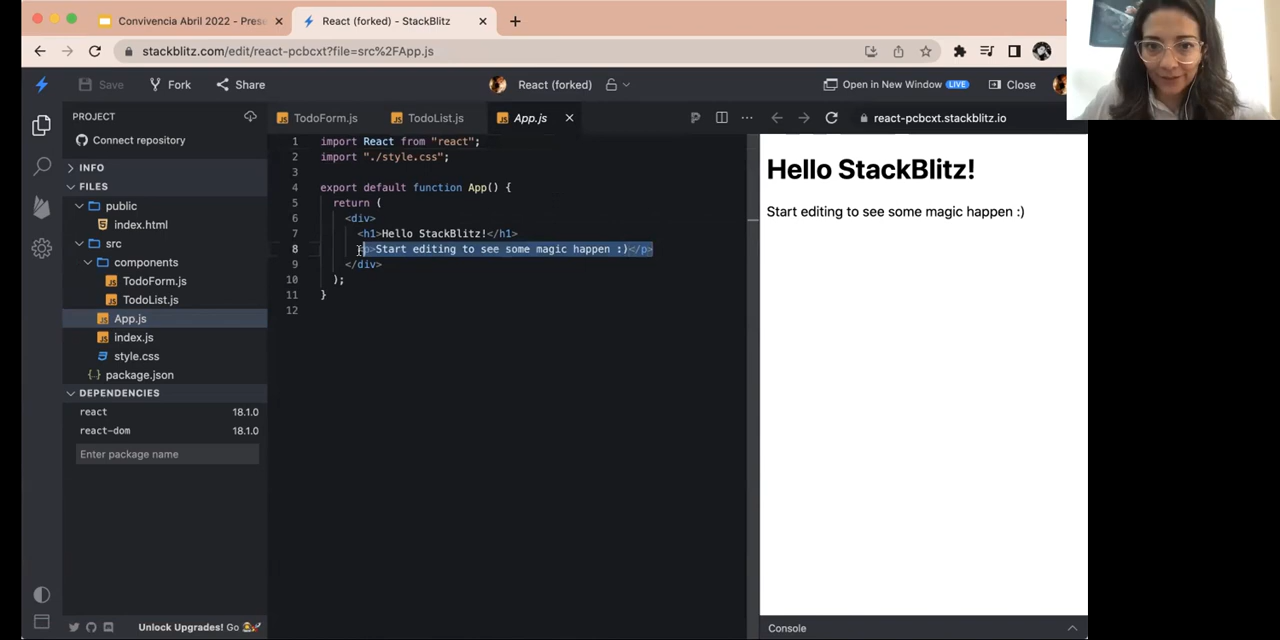 Convivencia Abril 2022 - Prese
React (forked) - StackBlitz
stackblitz.com/edit/react-pcbcxt?file=src%2FApp.js
Save
Fork
Share
React (forked)
Open in New Window
LIVE
Close
PROJECT
Connect repository
INFO
FILES
public
index.html
src
components
TodoForm.js
TodoList.js
App.js
index.js
style.css
package.json
DEPENDENCIES
react 18.1.0
react-dom 18.1.0
Enter package name
Unlock Upgrades! Go
TodoForm.js
TodoList.js
App.js
1 import React from "react";
2 import "./style.css";
3
4 export default function App() {
5 return (
6 <div>
7 <h1>Hello StackBlitz!</h1>
8 <p>Start editing to see some magic happen :)</p>
9 </div>
10 );
11 }
12
react-pcbcxt.stackblitz.io
Hello StackBlitz!
Start editing to see some magic happen :)
Console